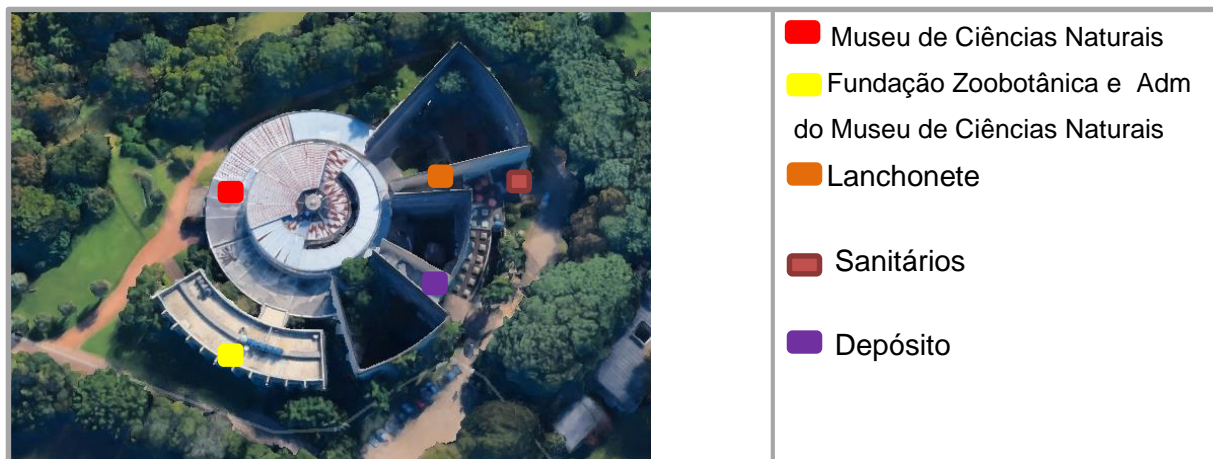 Museu de Ciências Naturais
Fundação Zoobotânica e Adm
do Museu de Ciências Naturais
Lanchonete
Sanitários
Depósito